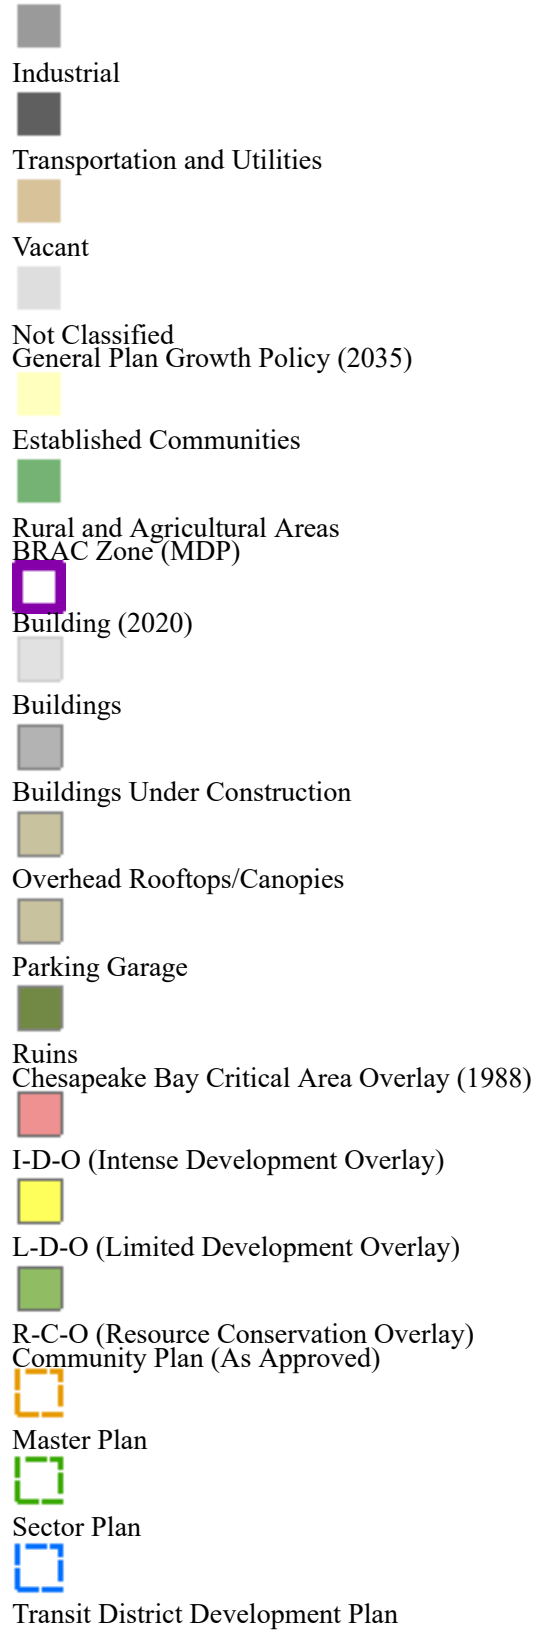 Industrial
Transportation and Utilities
Vacant
Not Classified
General Plan Growth Policy (2035)
Established Communities
Rural and Agricultural Areas
BRAC Zone (MDP)
Building (2020)
Buildings
Buildings Under Construction
Overhead Rooftops/Canopies
Parking Garage
Ruins
Chesapeake Bay Critical Area Overlay (1988)
I-D-O (Intense Development Overlay)
L-D-O (Limited Development Overlay)
R-C-O (Resource Conservation Overlay)
Community Plan (As Approved)
Master Plan
Sector Plan
Transit District Development Plan